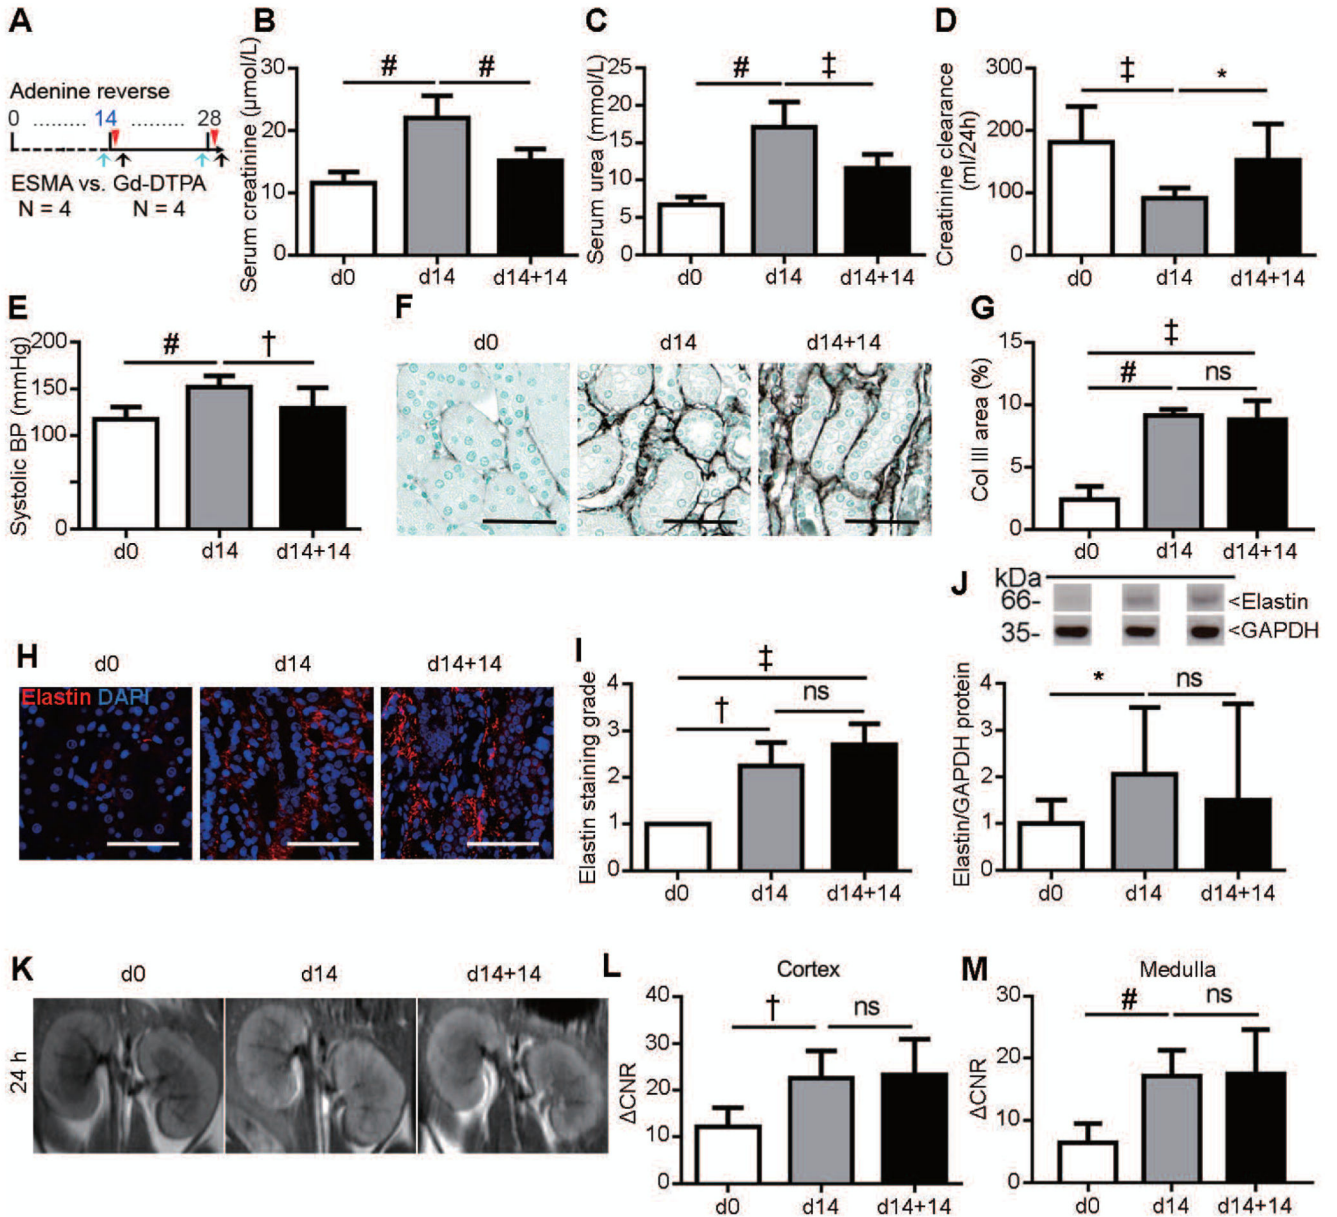 A
Adenine reverse
0 ........ 14 ........ 28
ESMA vs. Gd-DTPA
N = 4 N = 4
B
Serum creatinine (µmol/L)
30
20
10
0
# #
d0 d14 d14+14
C
Serum urea (mmol/L)
25
20
15
10
5
0
# ‡
d0 d14 d14+14
D
Creatinine clearance
(ml/24h)
300
200
100
0
‡ *
d0 d14 d14+14
E
Systolic BP (mmHg)
200
150
100
0
# †
d0 d14 d14+14
F
d0 d14 d14+14
G
Col III area (%)
15
10
5
0
‡
# ns
d0 d14 d14+14
H
d0 d14 d14+14
Elastin DAPI
I
Elastin staining grade
4
3
2
1
0
‡
† ns
d0 d14 d14+14
J
kDa
66- <Elastin
35- <GAPDH
Elastin/GAPDH protein
4
3
2
1
0
* ns
d0 d14 d14+14
K
d0 d14 d14+14
24 h
L
Cortex
ΔCNR
40
30
20
10
0
† ns
d0 d14 d14+14
M
Medulla
ΔCNR
30
20
10
0
# ns
d0 d14 d14+14